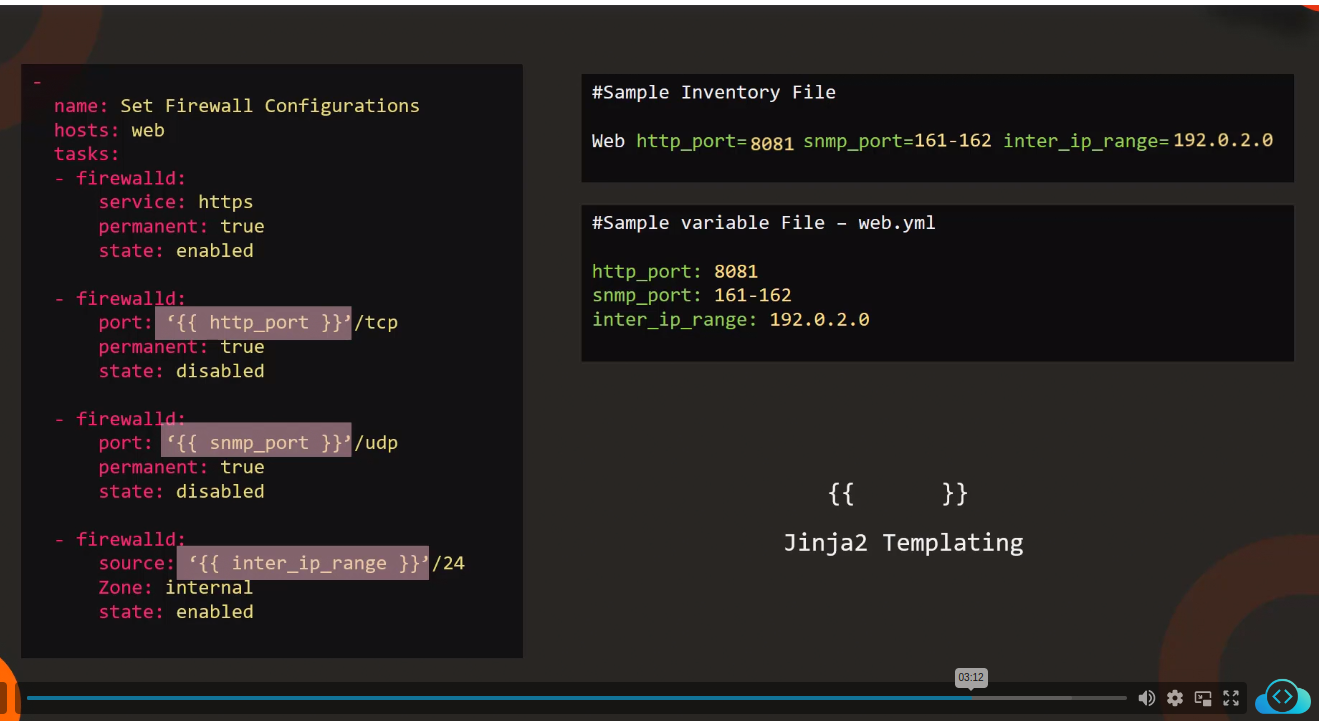 -
name: Set Firewall Configurations
hosts: web
tasks:
- firewalld:
service: https
permanent: true
state: enabled
- firewalld:
port: ‘{{ http_port }}’/tcp
permanent: true
state: disabled
- firewalld:
port: ‘{{ snmp_port }}’/udp
permanent: true
state: disabled
- firewalld:
source: ‘{{ inter_ip_range }}’/24
Zone: internal
state: enabled
#Sample Inventory File
Web http_port=8081 snmp_port=161-162 inter_ip_range=192.0.2.0
#Sample variable File – web.yml
http_port: 8081
snmp_port: 161-162
inter_ip_range: 192.0.2.0
{{ }}
Jinja2 Templating
03:12